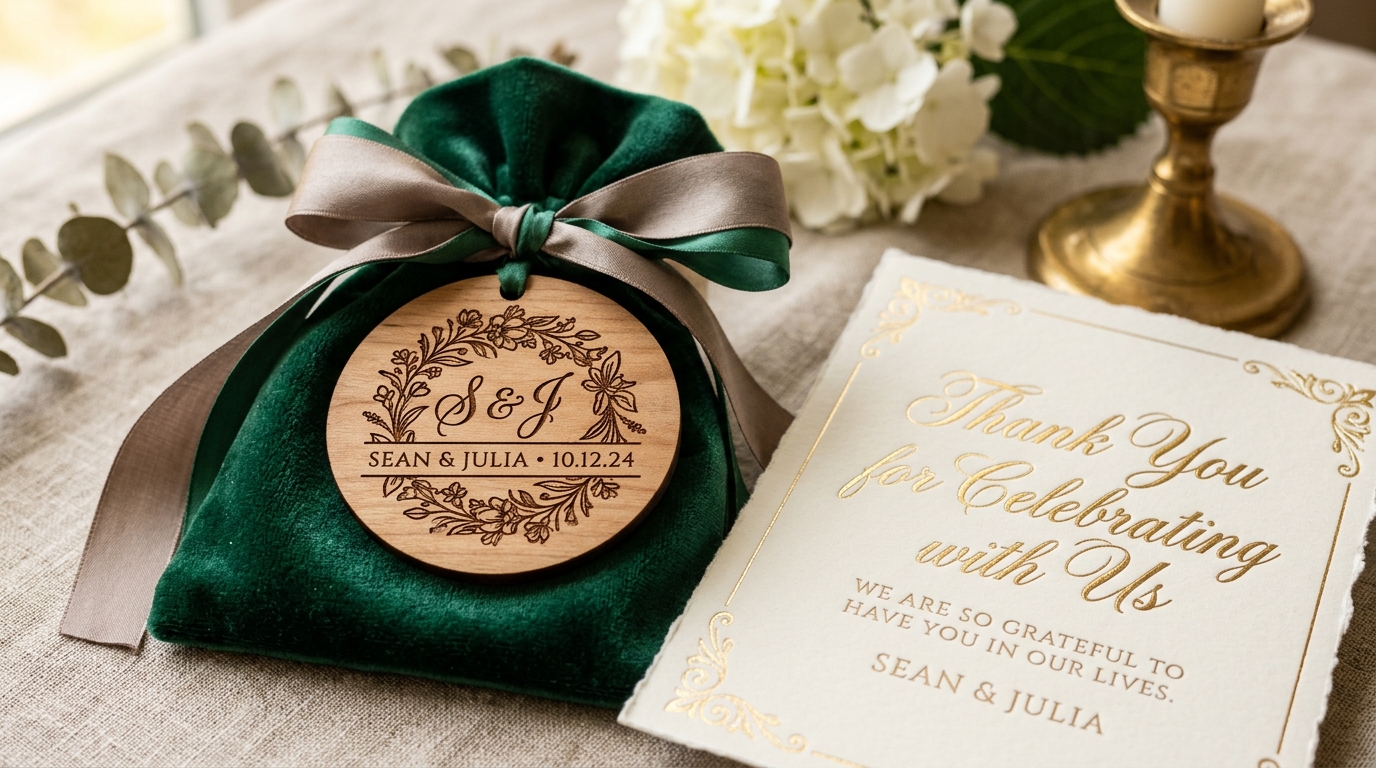 S & J
SEAN & JULIA • 10.12.24
Thank You
for Celebrating
with Us
WE ARE SO GRATEFUL TO
HAVE YOU IN OUR LIVES.
SEAN & JULIA